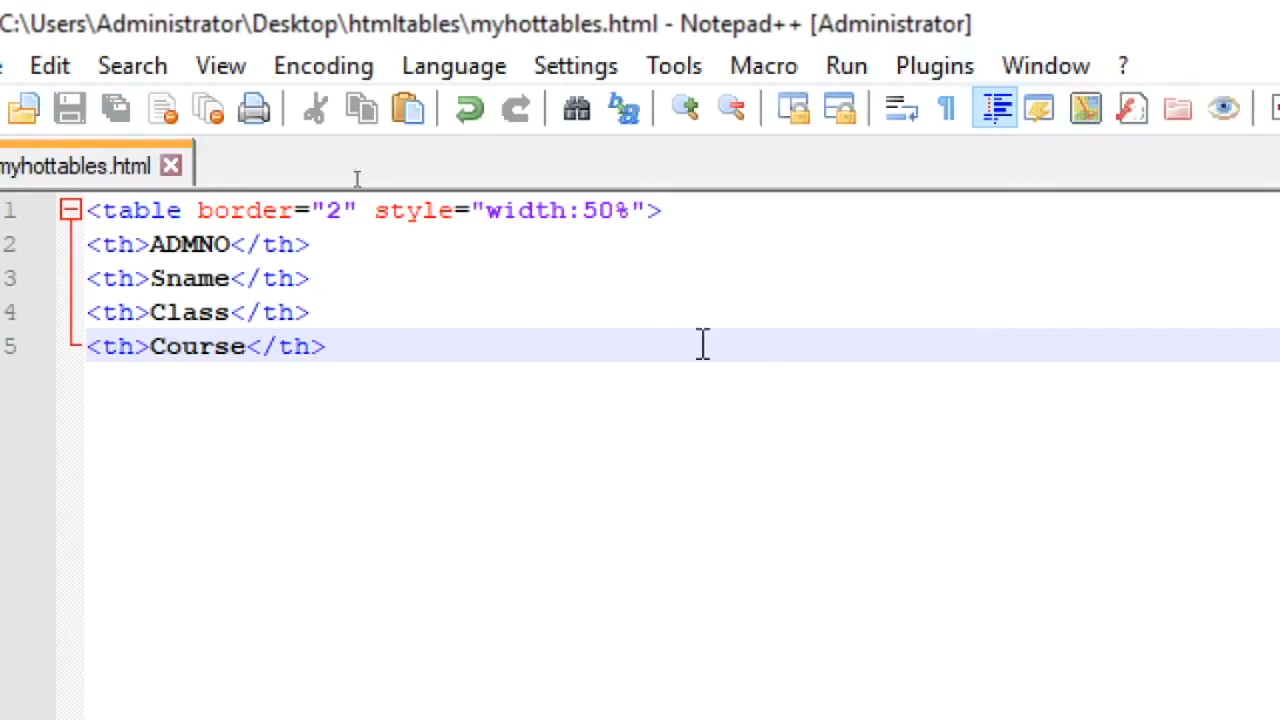 C:\Users\Administrator\Desktop\htmltables\myhottables.html - Notepad++ [Administrator]
Edit Search View Encoding Language Settings Tools Macro Run Plugins Window ?
myhottables.html
1 <table border="2" style="width:50%">
2 <th>ADMNO</th>
3 <th>Sname</th>
4 <th>Class</th>
5 <th>Course</th>